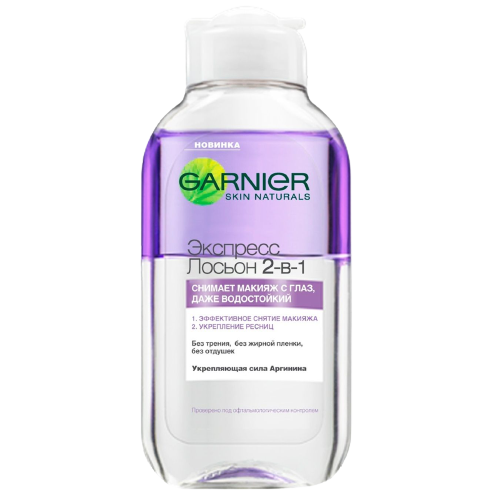 НОВИНКА
GARNIER
SKIN NATURALS
Экспресс
Лосьон 2-в-1
СНИМАЕТ МАКИЯЖ С ГЛАЗ,
ДАЖЕ ВОДОСТОЙКИЙ
1. ЭФФЕКТИВНОЕ СНЯТИЕ МАКИЯЖА
2. УКРЕПЛЕНИЕ РЕСНИЦ
Без трения, без жирной пленки,
без отдушек
Укрепляющая сила Аргинина
Проверено под офтальмологическим контролем